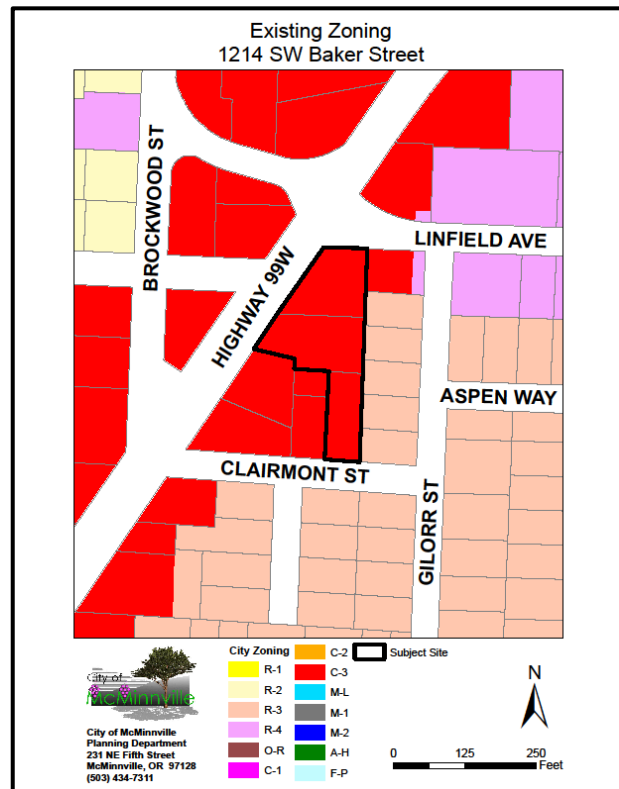 Existing Zoning
1214 SW Baker Street
BROCKWOOD ST
HIGHWAY 99W
LINFIELD AVE
ASPEN WAY
CLAIRMONT ST
GILORR ST
City of
McMinnville
City of McMinnville
Planning Department
231 NE Fifth Street
McMinnville, OR 97128
(503) 434-7311
City Zoning
R-1
R-2
R-3
R-4
O-R
C-1
C-2
C-3
M-L
M-1
M-2
A-H
F-P
Subject Site
N
0 125 250
Feet